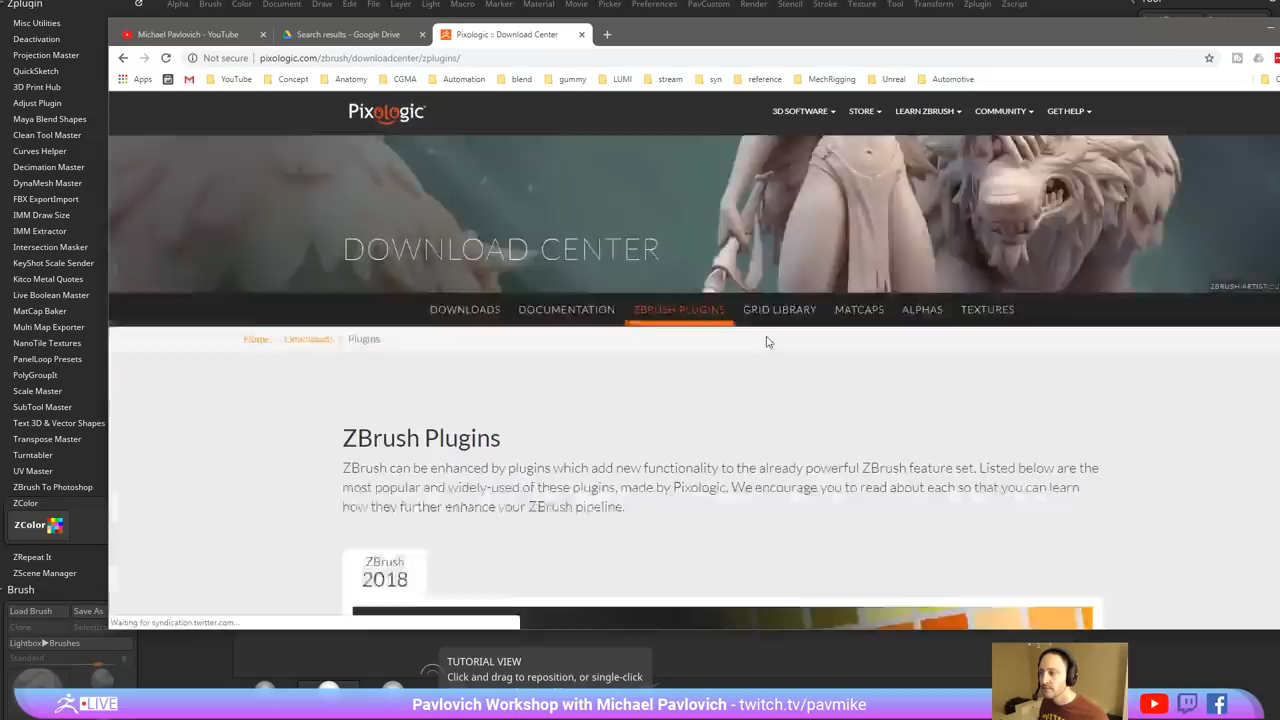 Zplugin
Alpha Brush Color Document Draw Edit File Layer Light Macro Marker Material Movie Picker Preferences PavCustom Render Stencil Stroke Texture Tool Transform Zplugin Zscript
Misc Utilities
Deactivation
Projection Master
QuickSketch
3D Print Hub
Adjust Plugin
Maya Blend Shapes
Clean Tool Master
Curves Helper
Decimation Master
DynaMesh Master
FBX ExportImport
IMM Draw Size
IMM Extractor
Intersection Masker
KeyShot Scale Sender
Kitco Metal Quotes
Live Boolean Master
MatCap Baker
Multi Map Exporter
NanoTile Textures
PanelLoop Presets
PolyGroupIt
Scale Master
SubTool Master
Text 3D & Vector Shapes
Transpose Master
Turntabler
UV Master
ZBrush To Photoshop
ZColor
ZColor
ZRepeat It
ZScene Manager
Brush
Load Brush Save As
Clone
Lightbox▶Brushes
Standard
Michael Pavlovich - YouTube
Search results - Google Drive
Pixologic :: Download Center
Not secure | pixologic.com/zbrush/downloadcenter/zplugins/
Apps YouTube Concept Anatomy CGMA Automation blend gummy LUMI stream syn reference MechRigging Unreal Automotive
Pixologic
3D SOFTWARE STORE LEARN ZBRUSH COMMUNITY GET HELP
DOWNLOAD CENTER
DOWNLOADS DOCUMENTATION ZBRUSH PLUGINS GRID LIBRARY MATCAPS ALPHAS TEXTURES
Plugins
ZBrush Plugins
ZBrush can be enhanced by plugins which add new functionality to the already powerful ZBrush feature set. Listed below are the
most popular and widely-used of these plugins, made by Pixologic. We encourage you to read about each so that you can learn
how they further enhance your ZBrush pipeline.
ZBrush
2018
Waiting for syndication.twitter.com...
TUTORIAL VIEW
Click and drag to reposition, or single-click
LIVE
Pavlovich Workshop with Michael Pavlovich - twitch.tv/pavmike